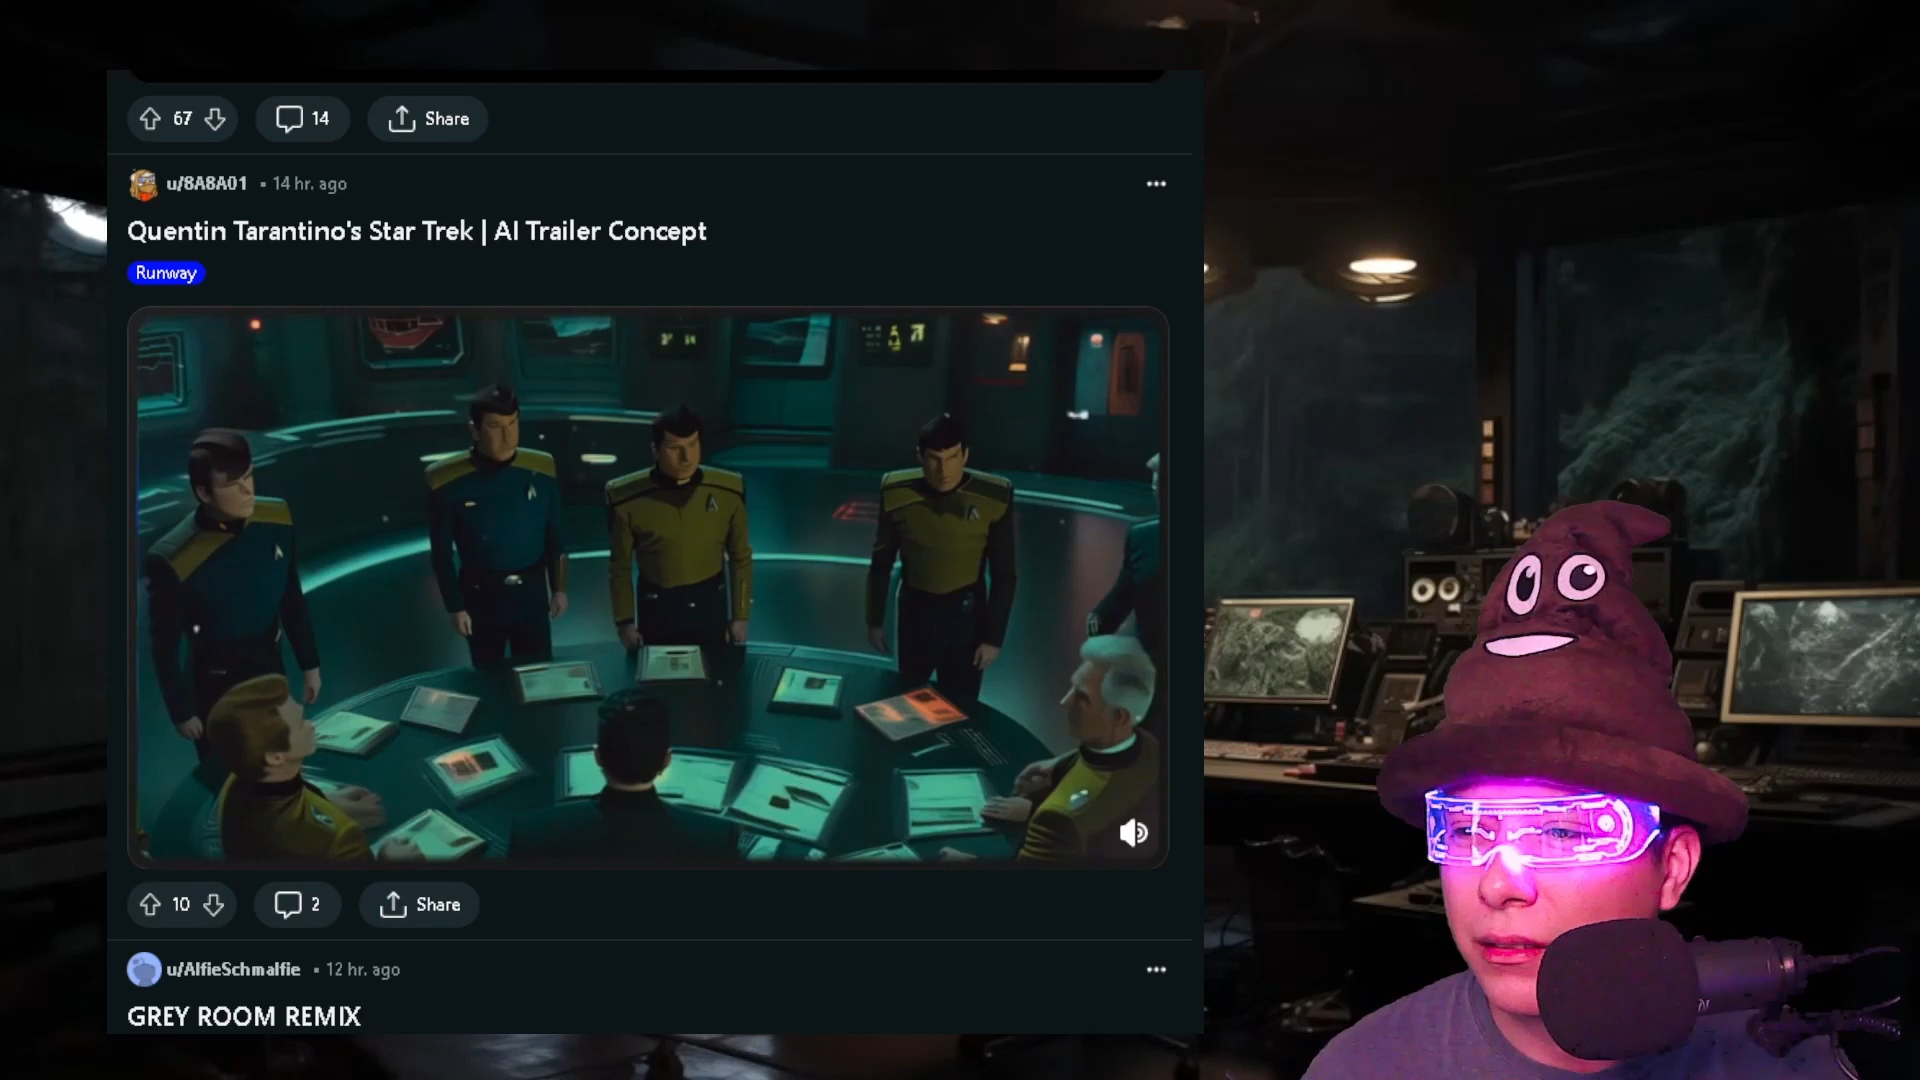 67
14
Share
u/8A8A01 • 14 hr. ago
Quentin Tarantino's Star Trek | AI Trailer Concept
Runway
10
2
Share
u/AlfieSchmalfie • 12 hr. ago
GREY ROOM REMIX